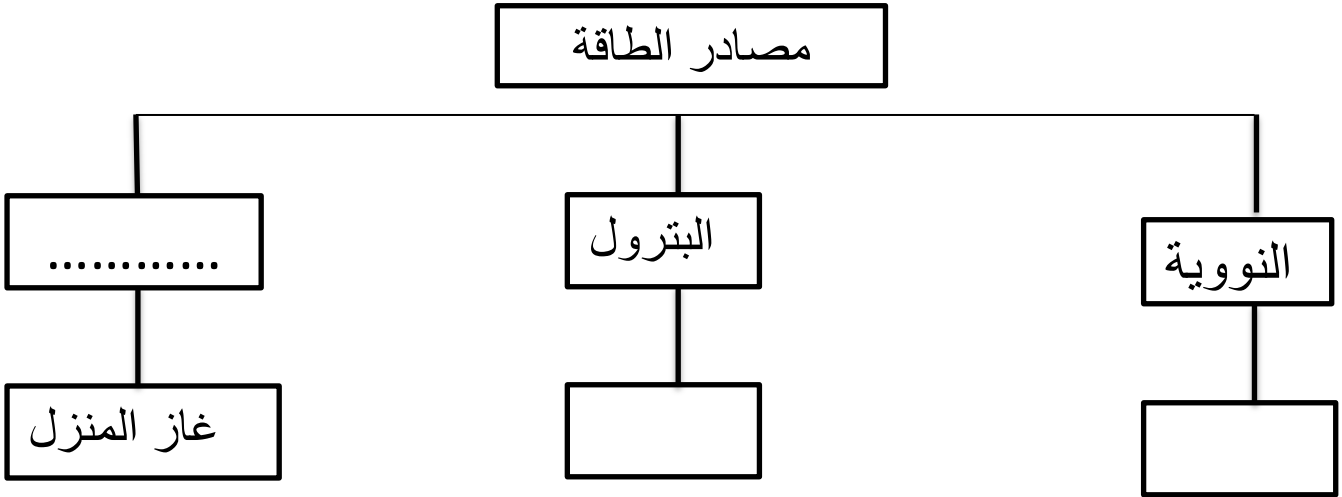 مصادر الطاقة
النووية
البترول
............
غاز المنزل